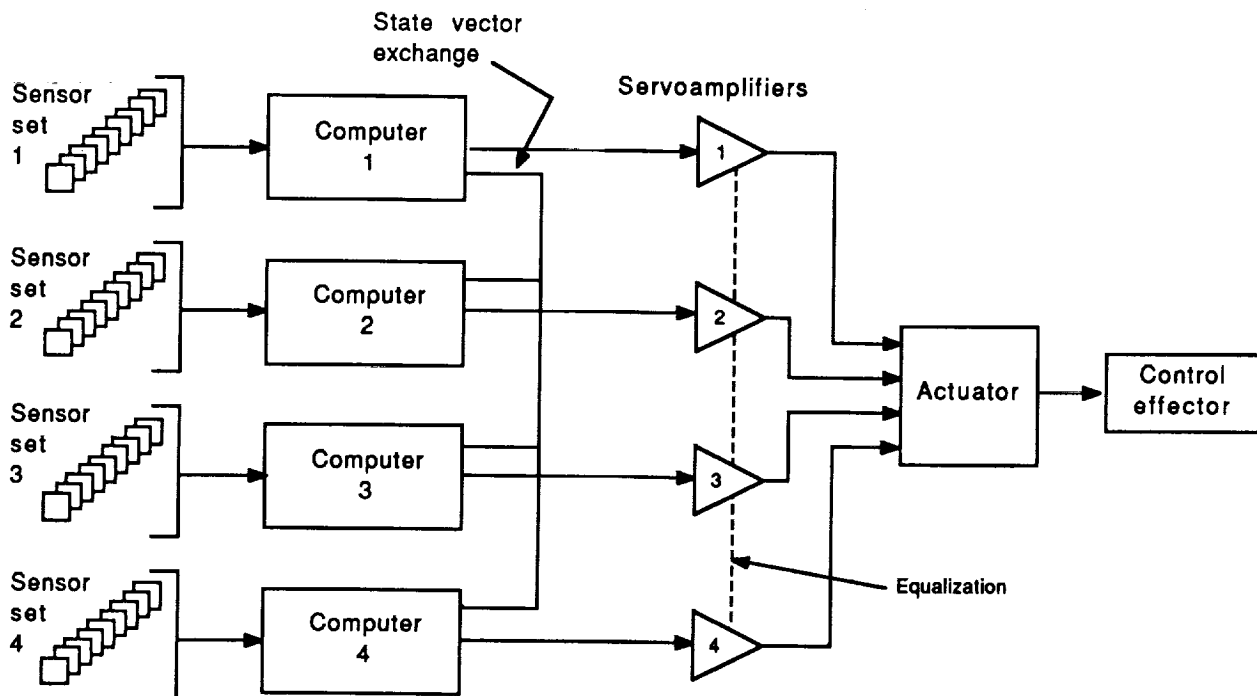 State vector
exchange
Servoamplifiers
Sensor
set
1
Computer
1
1
Sensor
set
2
Computer
2
2
Actuator
Control
effector
Sensor
set
3
Computer
3
3
Equalization
Sensor
set
4
Computer
4
4